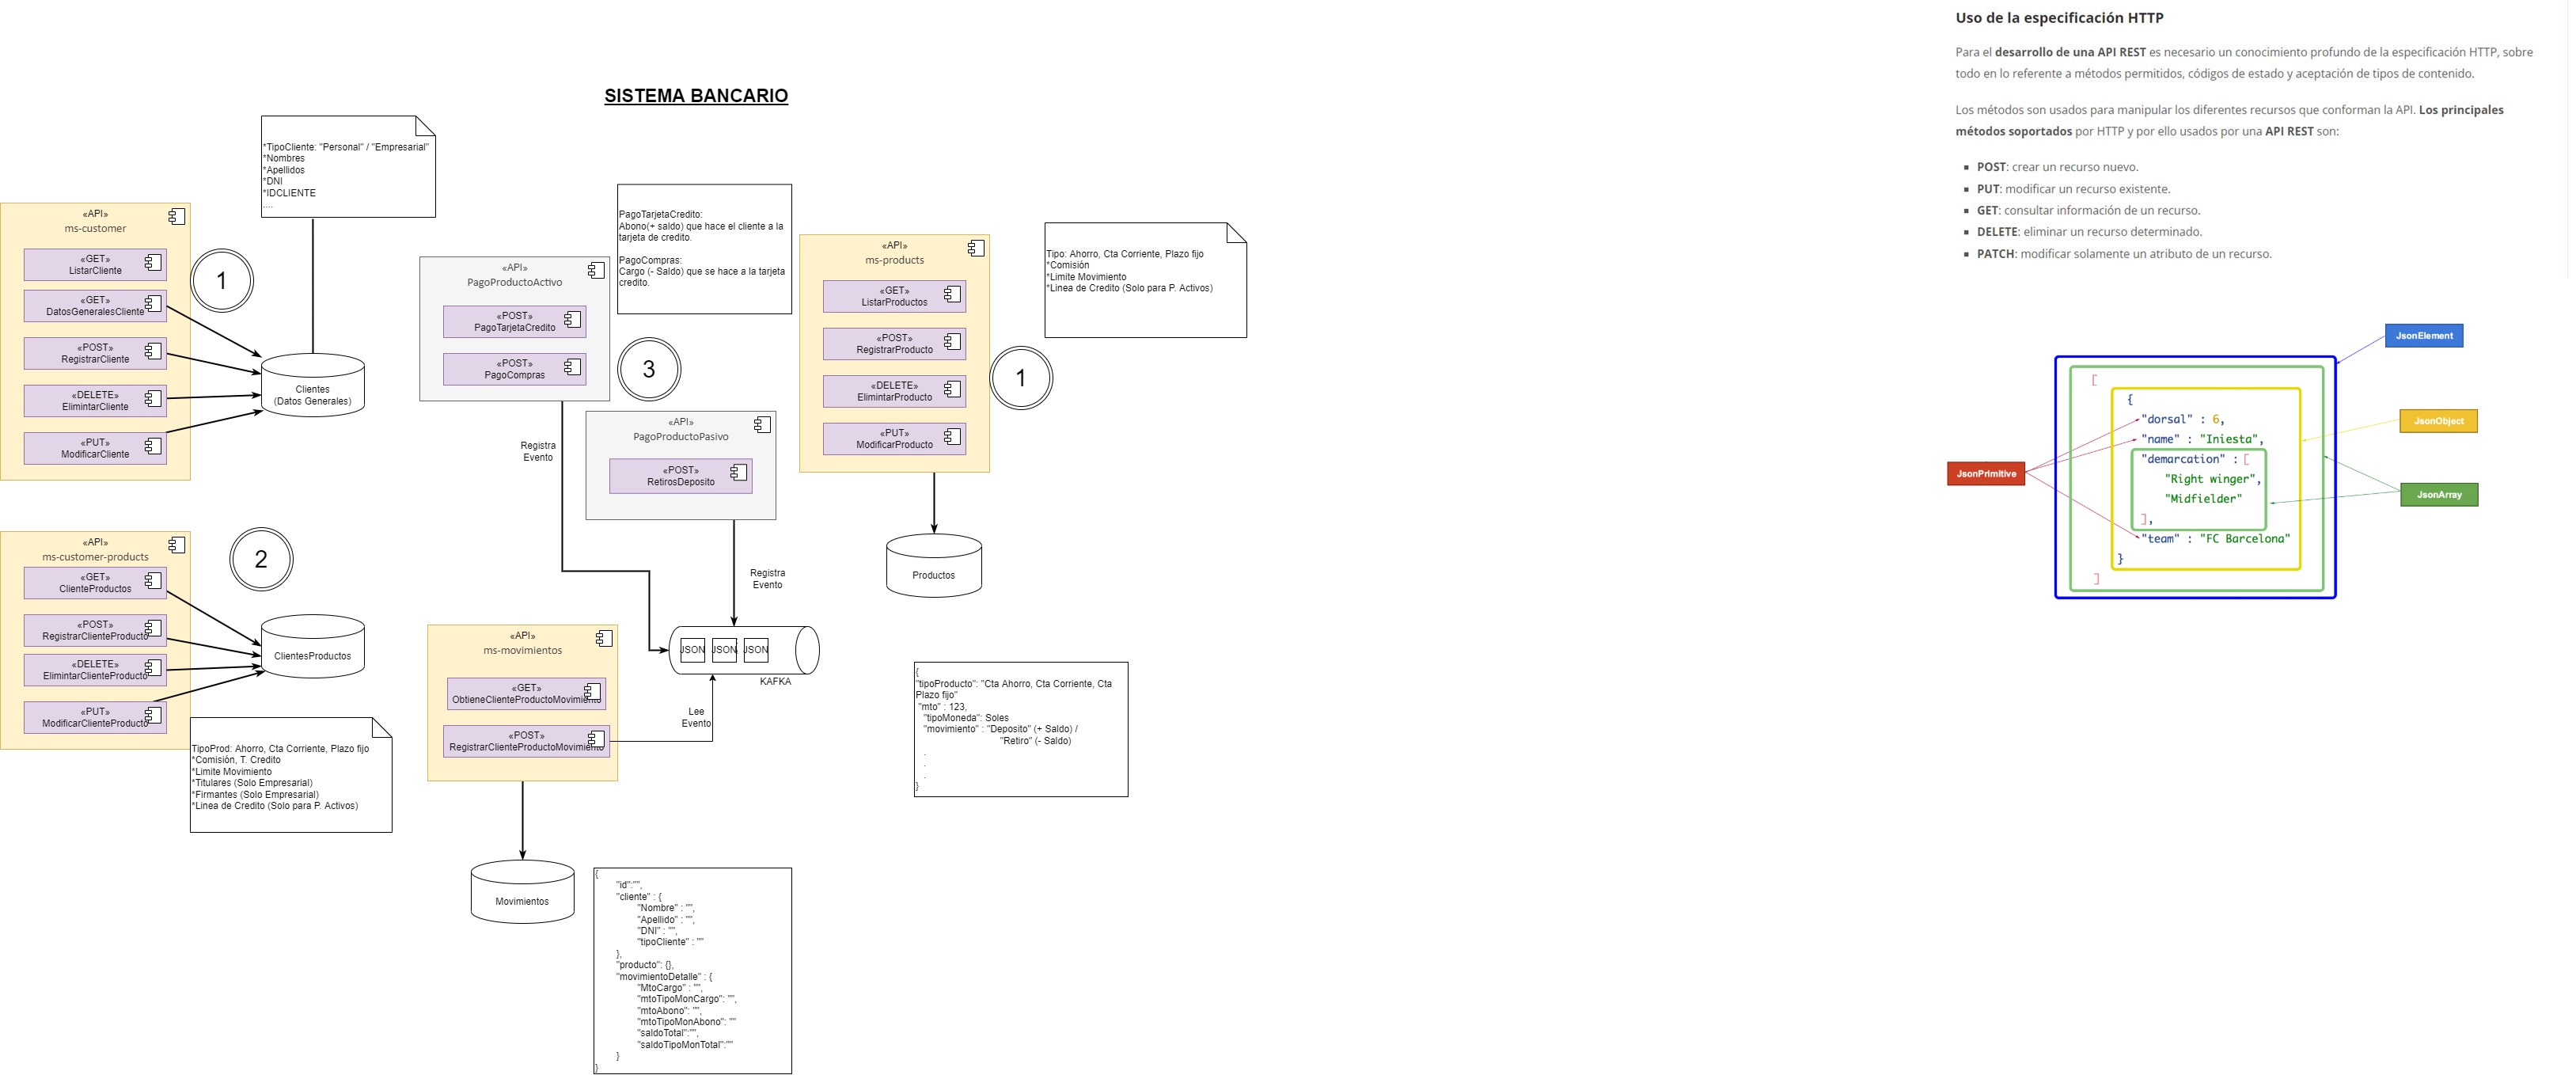 SISTEMA BANCARIO
*TipoCliente: "Personal" / "Empresarial"
*Nombres
*Apellidos
*DNI
*IDCLIENTE
....
«API»
ms-customer
«GET»
ListarCliente
«GET»
DatosGeneralesCliente
«POST»
RegistrarCliente
«DELETE»
ElimintarCliente
«PUT»
ModificarCliente
1
Clientes
(Datos Generales)
«API»
ms-customer-products
«GET»
ClienteProductos
«POST»
RegistrarClienteProducto
«DELETE»
ElimintarClienteProducto
«PUT»
ModificarClienteProducto
2
ClientesProductos
TipoProd: Ahorro, Cta Corriente, Plazo fijo
*Comisión, T. Credito
*Limite Movimiento
*Titulares (Solo Empresarial)
*Firmantes (Solo Empresarial)
*Linea de Credito (Solo para P. Activos)
«API»
PagoProductoActivo
«POST»
PagoTarjetaCredito
«POST»
PagoCompras
PagoTarjetaCredito:
Abono(+ saldo) que hace el cliente a la
tarjeta de credito.
PagoCompras:
Cargo (- Saldo) que se hace a la tarjeta
credito.
3
«API»
PagoProductoPasivo
«POST»
RetirosDeposito
Registra
Evento
Registra
Evento
JSON
JSON
JSON
KAFKA
Lee
Evento
«API»
ms-movimientos
«GET»
ObtieneClienteProductoMovimiento
«POST»
RegistrarClienteProductoMovimiento
Movimientos
{
"id":"",
"cliente" : {
"Nombre" : "",
"Apellido" : "",
"DNI" : "",
"tipoCliente" : ""
},
"producto": {},
"movimientoDetalle" : {
"MtoCargo" : "",
"mtoTipoMonCargo": "",
"mtoAbono": "",
"mtoTipoMonAbono": ""
"saldoTotal":"",
"saldoTipoMonTotal":""
}
}
«API»
ms-products
«GET»
ListarProductos
«POST»
RegistrarProducto
«DELETE»
ElimintarProducto
«PUT»
ModificarProducto
1
Productos
Tipo: Ahorro, Cta Corriente, Plazo fijo
*Comisión
*Limite Movimiento
*Linea de Credito (Solo para P. Activos)
{
"tipoProducto": "Cta Ahorro, Cta Corriente, Cta
Plazo fijo"
"mto" : 123,
"tipoMoneda": Soles
"movimiento" : "Deposito" (+ Saldo) /
"Retiro" (- Saldo)
.
.
.
}
Uso de la especificación HTTP
Para el desarrollo de una API REST es necesario un conocimiento profundo de la especificación HTTP, sobre
todo en lo referente a métodos permitidos, códigos de estado y aceptación de tipos de contenido.
Los métodos son usados para manipular los diferentes recursos que conforman la API. Los principales
métodos soportados por HTTP y por ello usados por una API REST son:
▪ POST: crear un recurso nuevo.
▪ PUT: modificar un recurso existente.
▪ GET: consultar información de un recurso.
▪ DELETE: eliminar un recurso determinado.
▪ PATCH: modificar solamente un atributo de un recurso.
JsonElement
JsonObject
JsonPrimitive
JsonArray
[
{
"dorsal" : 6,
"name" : "Iniesta",
"demarcation" : [
"Right winger",
"Midfielder"
],
"team" : "FC Barcelona"
}
]